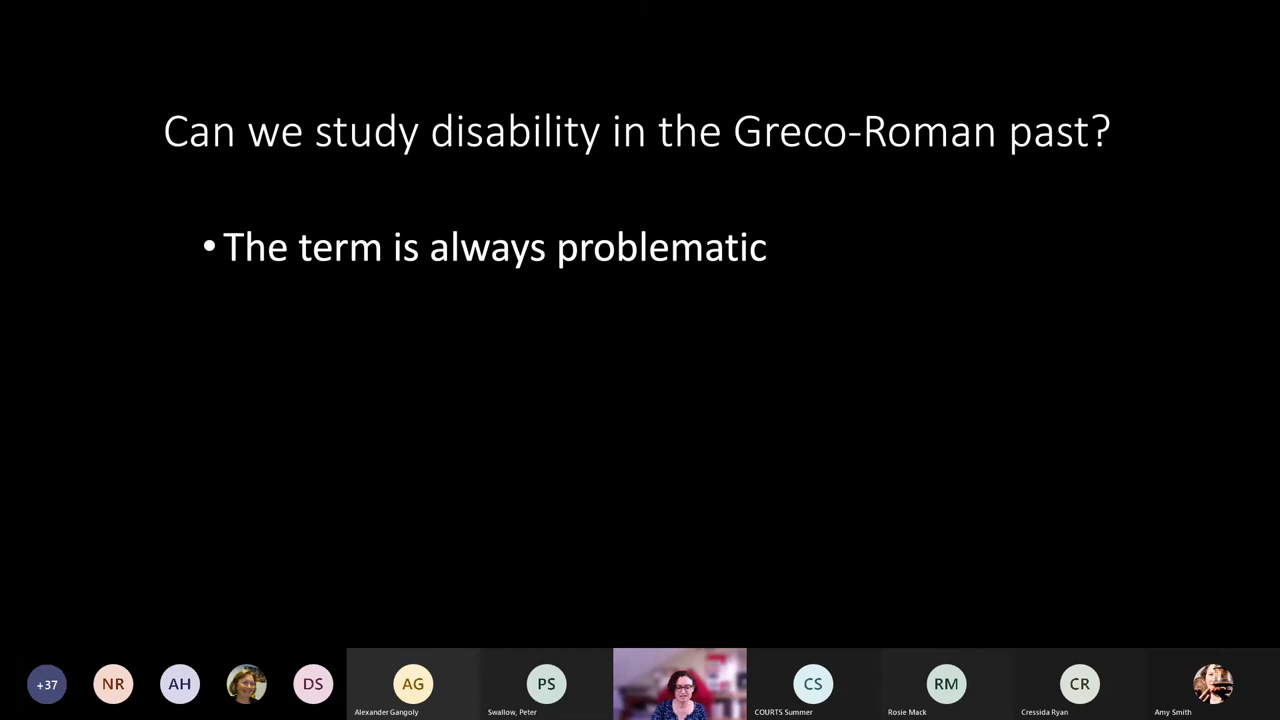 Can we study disability in the Greco-Roman past?
•The term is always problematic
+37
NR
AH
DS
AG
PS
CS
RM
CR
Alexander Gangoly
Swallow, Peter
COURTS Summer
Rosie Mack
Cressida Ryan
Amy Smith